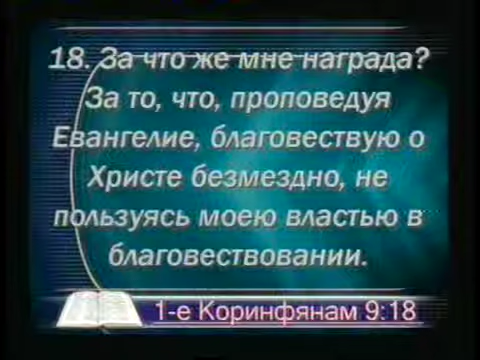 18. За что же мне награда?
За то, что, проповедуя
Евангелие, благовествую о
Христе безмездно, не
пользуясь моею властью в
благовествовании.
1-е Коринфянам 9:18